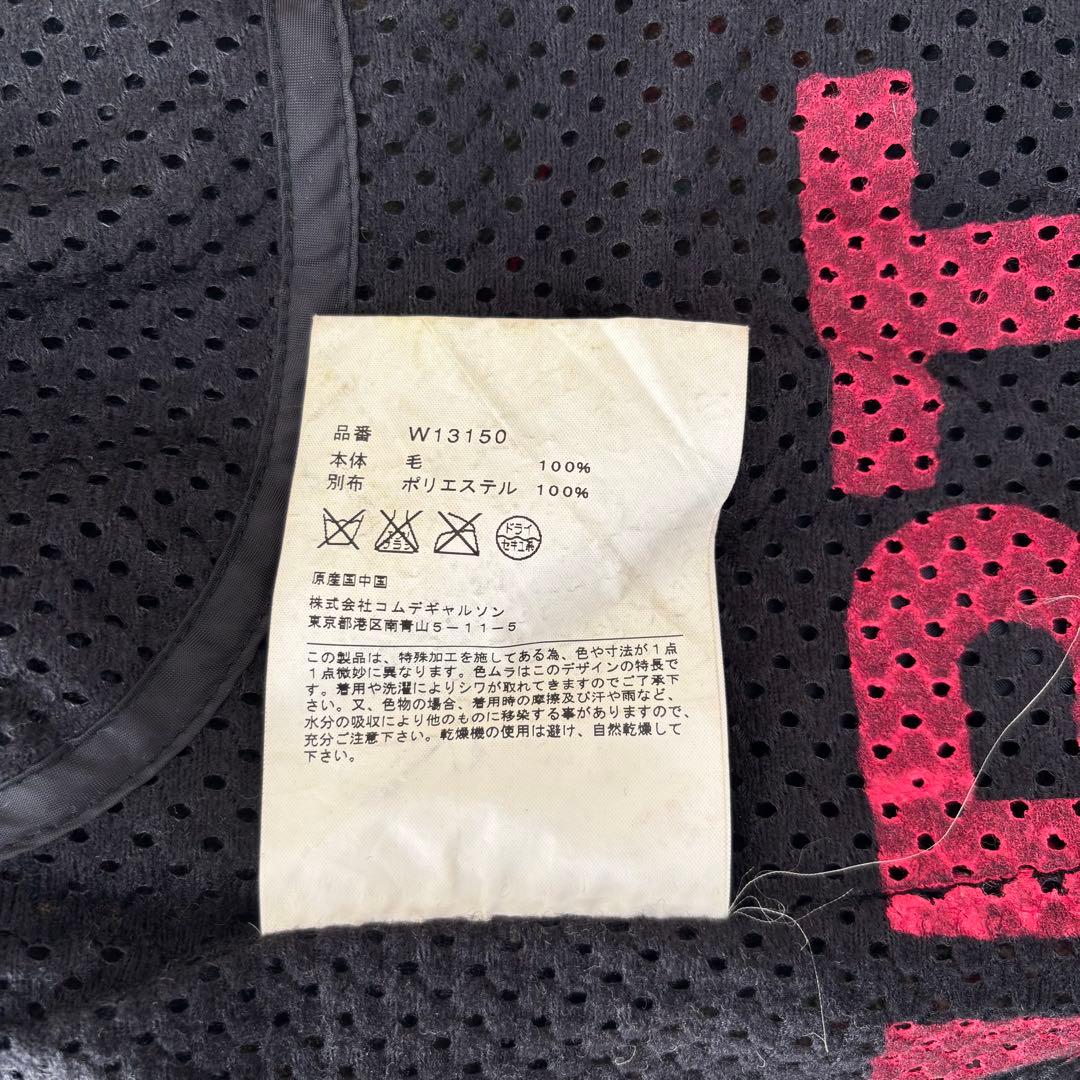 品番 W13150
本体 毛 100%
別布 ポリエステル 100%
エンソ サラシ ドライ セキユ系
原産国中国
株式会社コムデギャルソン
東京都港区南青山5-11-5
この製品は、特殊加工を施してある為、色や寸法が1点
1点微妙に異なります。色ムラはこのデザインの特長で
す。着用や洗濯によりシワが取れてきますのでご了承下
さい。又、色物の場合、着用時の摩擦及び汗や雨など、
水分の吸収により他のものに移染する事がありますので、
充分ご注意下さい。乾燥機の使用は避け、自然乾燥して
下さい。